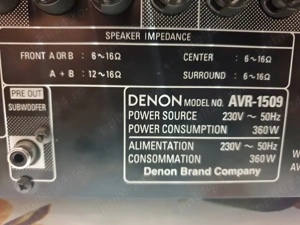 SPEAKER IMPEDANCE
FRONT A OR B : 6~16Ω
CENTER : 6~16Ω
A + B : 12~16Ω
SURROUND : 6~16Ω
PRE OUT
SUBWOOFER
DENON MODEL NO. AVR-1509
POWER SOURCE 230V ~ 50Hz
POWER CONSUMPTION 360W
ALIMENTATION 230V ~ 50Hz
CONSOMMATION 360W
Denon Brand Company